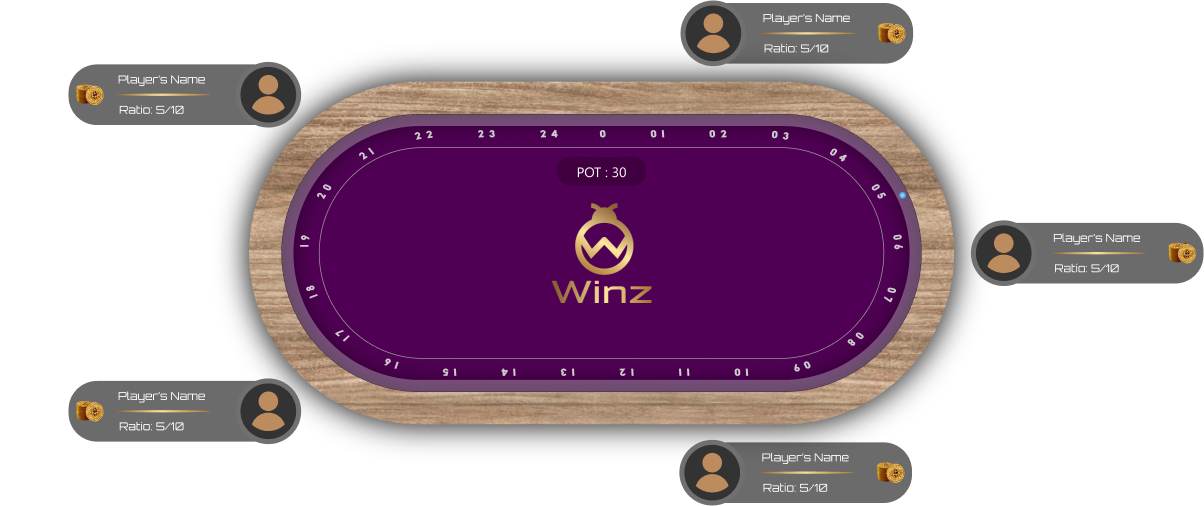 Player's Name
Ratio: 5/10
Player's Name
Ratio: 5/10
22 23 24 0 01 02 03
04
05
06
07
08
09
10
11
12
13
14
15
16
17
18
19
20
21
POT : 30
Winz
Player's Name
Ratio: 5/10
Player's Name
Ratio: 5/10
Player's Name
Ratio: 5/10